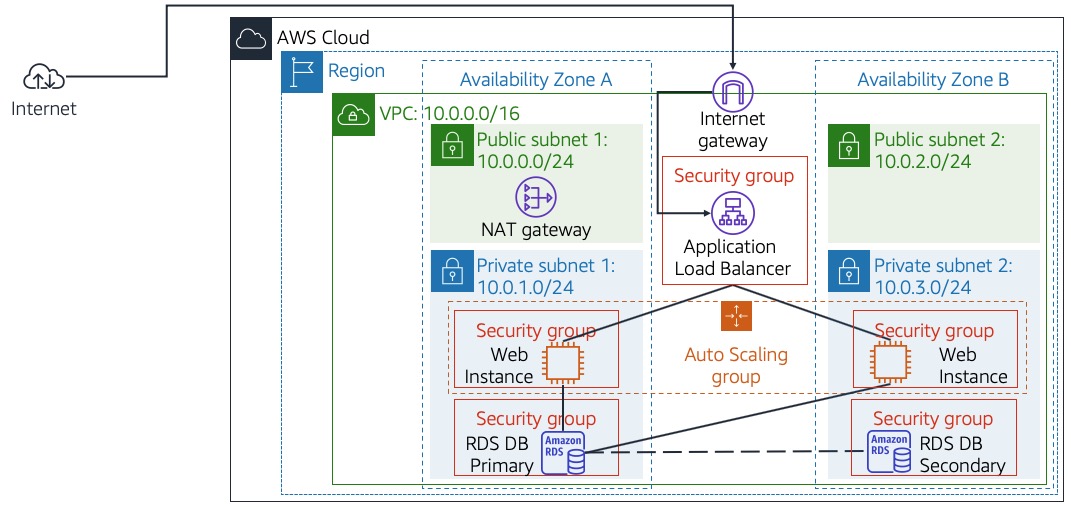 AWS Cloud
Region
Internet
Availability Zone A
Availability Zone B
VPC: 10.0.0.0/16
Internet
gateway
Public subnet 1:
10.0.0.0/24
Public subnet 2:
10.0.2.0/24
NAT gateway
Security group
Application
Load Balancer
Private subnet 1:
10.0.1.0/24
Private subnet 2:
10.0.3.0/24
Security group
Web
Instance
Auto Scaling
group
Security group
Web
Instance
Security group
RDS DB
Primary
Amazon
RDS
Security group
Amazon
RDS
RDS DB
Secondary